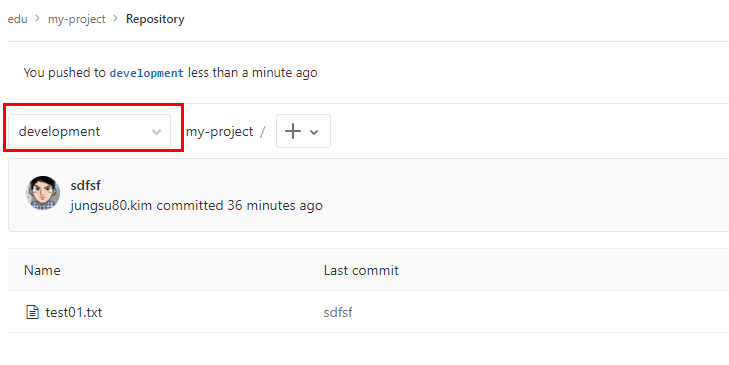 edu > my-project > Repository
You pushed to development less than a minute ago
development my-project / +
sdfsf
jungsu80.kim committed 36 minutes ago
Name Last commit
test01.txt sdfsf